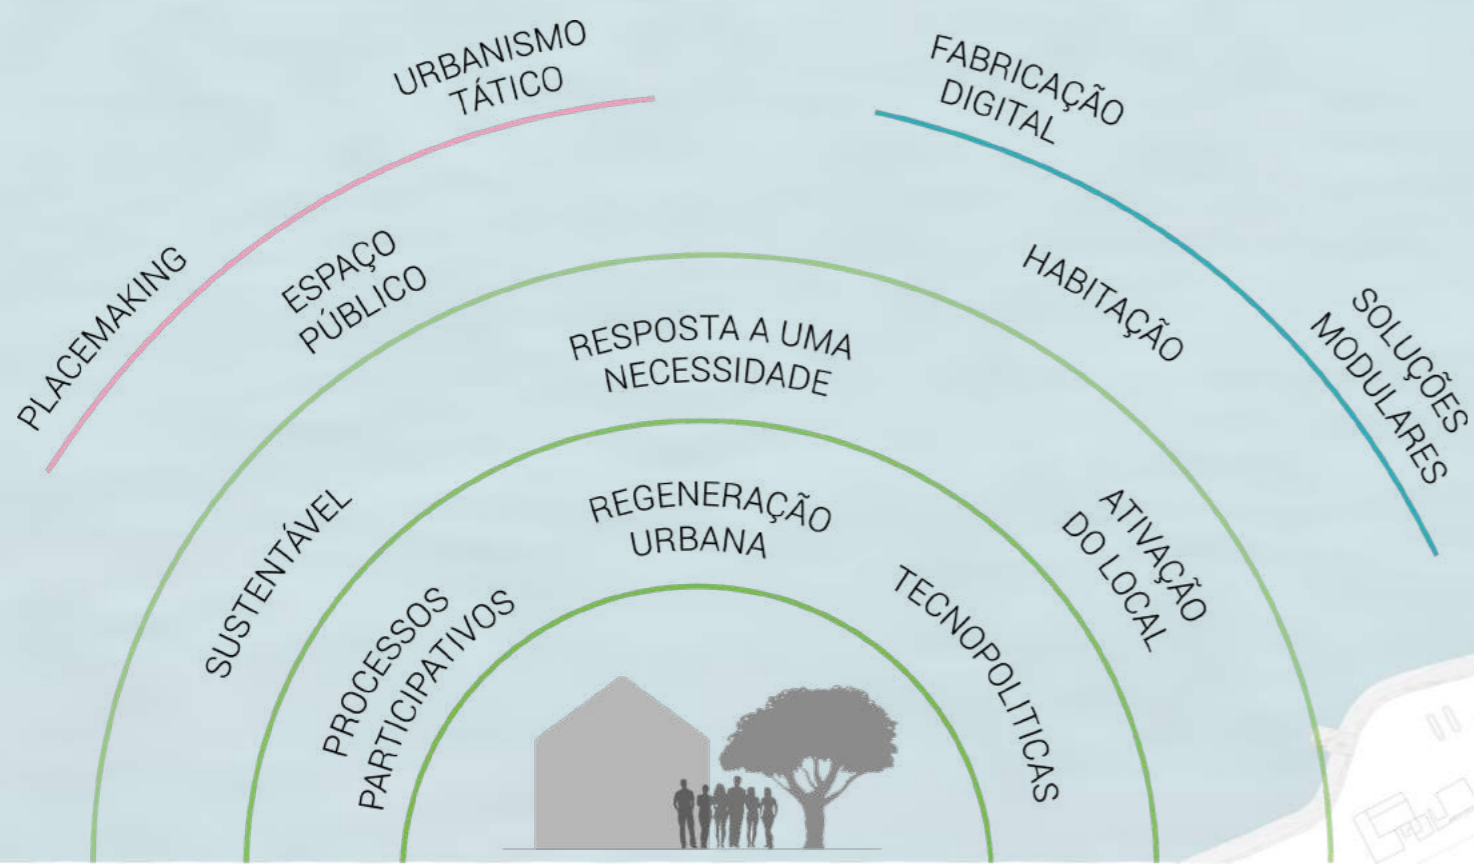 URBANISMO
TÁTICO
FABRICAÇÃO
DIGITAL
PLACEMAKING
ESPAÇO
PÚBLICO
HABITAÇÃO
SOLUÇÕES
MODULARES
RESPOSTA A UMA
NECESSIDADE
SUSTENTÁVEL
REGENERAÇÃO
URBANA
ATIVAÇÃO
DO LOCAL
PROCESSOS
PARTICIPATIVOS
TECNOPOLITICAS